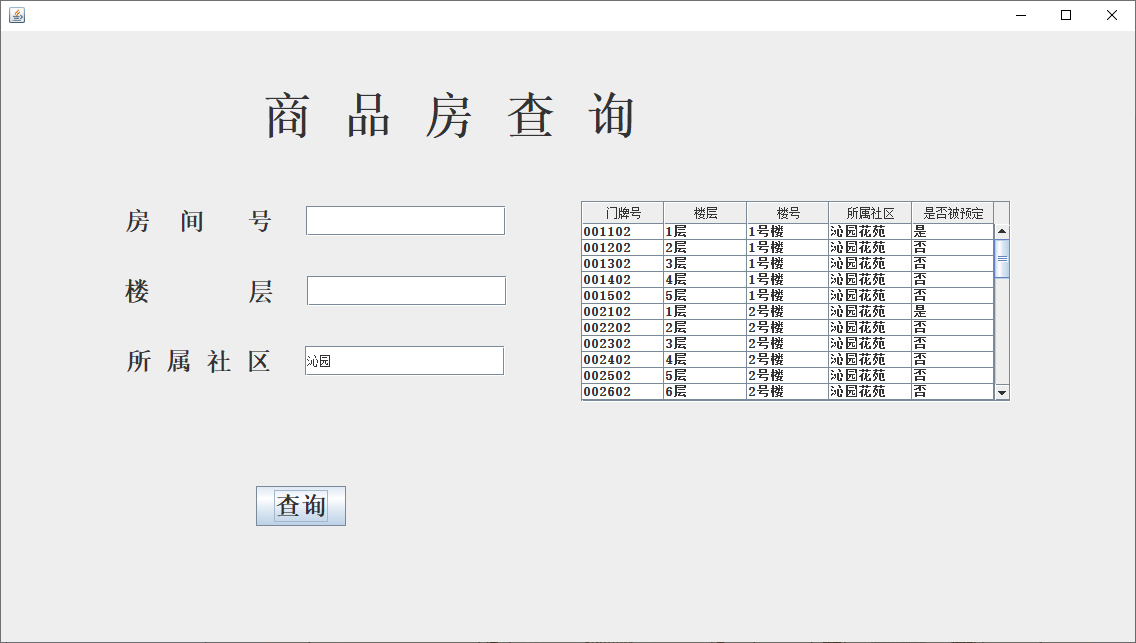 商品房查询
房间号
楼层
所属社区 沁园
查询
门牌号 楼层 楼号 所属社区 是否被预定
001102 1层 1号楼 沁园花苑 是
001202 2层 1号楼 沁园花苑 否
001302 3层 1号楼 沁园花苑 否
001402 4层 1号楼 沁园花苑 否
001502 5层 1号楼 沁园花苑 否
002102 1层 2号楼 沁园花苑 是
002202 2层 2号楼 沁园花苑 否
002302 3层 2号楼 沁园花苑 否
002402 4层 2号楼 沁园花苑 否
002502 5层 2号楼 沁园花苑 否
002602 6层 2号楼 沁园花苑 否